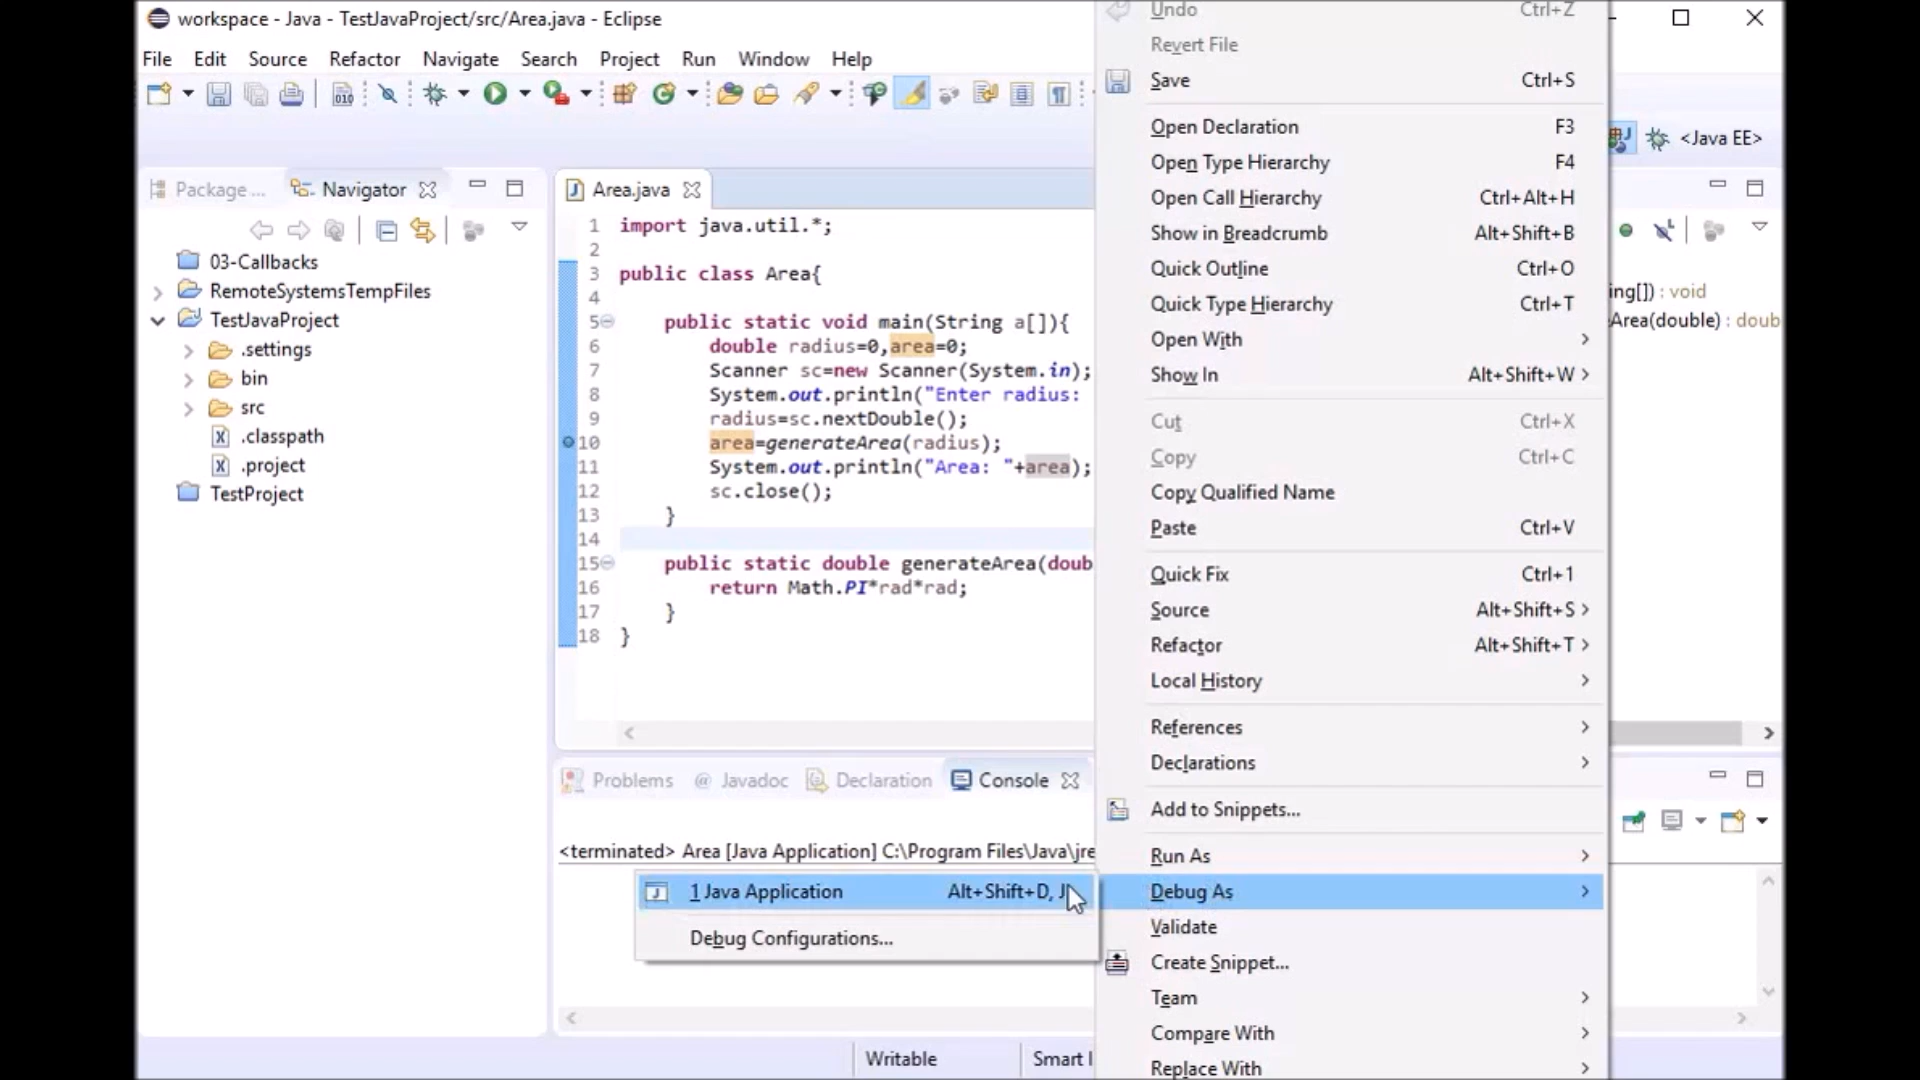 workspace - Java - TestJavaProject/src/Area.java - Eclipse
File Edit Source Refactor Navigate Search Project Run Window Help
<Java EE>
Package ... Navigator
03-Callbacks
RemoteSystemsTempFiles
TestJavaProject
.settings
bin
src
.classpath
.project
TestProject
Area.java
1 import java.util.*;
2
3 public class Area{
4
5 public static void main(String a[]){
6 double radius=0,area=0;
7 Scanner sc=new Scanner(System.in);
8 System.out.println("Enter radius:
9 radius=sc.nextDouble();
10 area=generateArea(radius);
11 System.out.println("Area: "+area);
12 sc.close();
13 }
14
15 public static double generateArea(doub
16 return Math.PI*rad*rad;
17 }
18 }
Problems @ Javadoc Declaration Console
<terminated> Area [Java Application] C:\Program Files\Java\jre
1 Java Application Alt+Shift+D, J
Debug Configurations...
Writable Smart I
Undo Ctrl+Z
Revert File
Save Ctrl+S
Open Declaration F3
Open Type Hierarchy F4
Open Call Hierarchy Ctrl+Alt+H
Show in Breadcrumb Alt+Shift+B
Quick Outline Ctrl+O
Quick Type Hierarchy Ctrl+T
Open With
Show In Alt+Shift+W
Cut Ctrl+X
Copy Ctrl+C
Copy Qualified Name
Paste Ctrl+V
Quick Fix Ctrl+1
Source Alt+Shift+S
Refactor Alt+Shift+T
Local History
References
Declarations
Add to Snippets...
Run As
Debug As
Validate
Create Snippet...
Team
Compare With
Replace With
ing[]) : void
Area(double) : doub